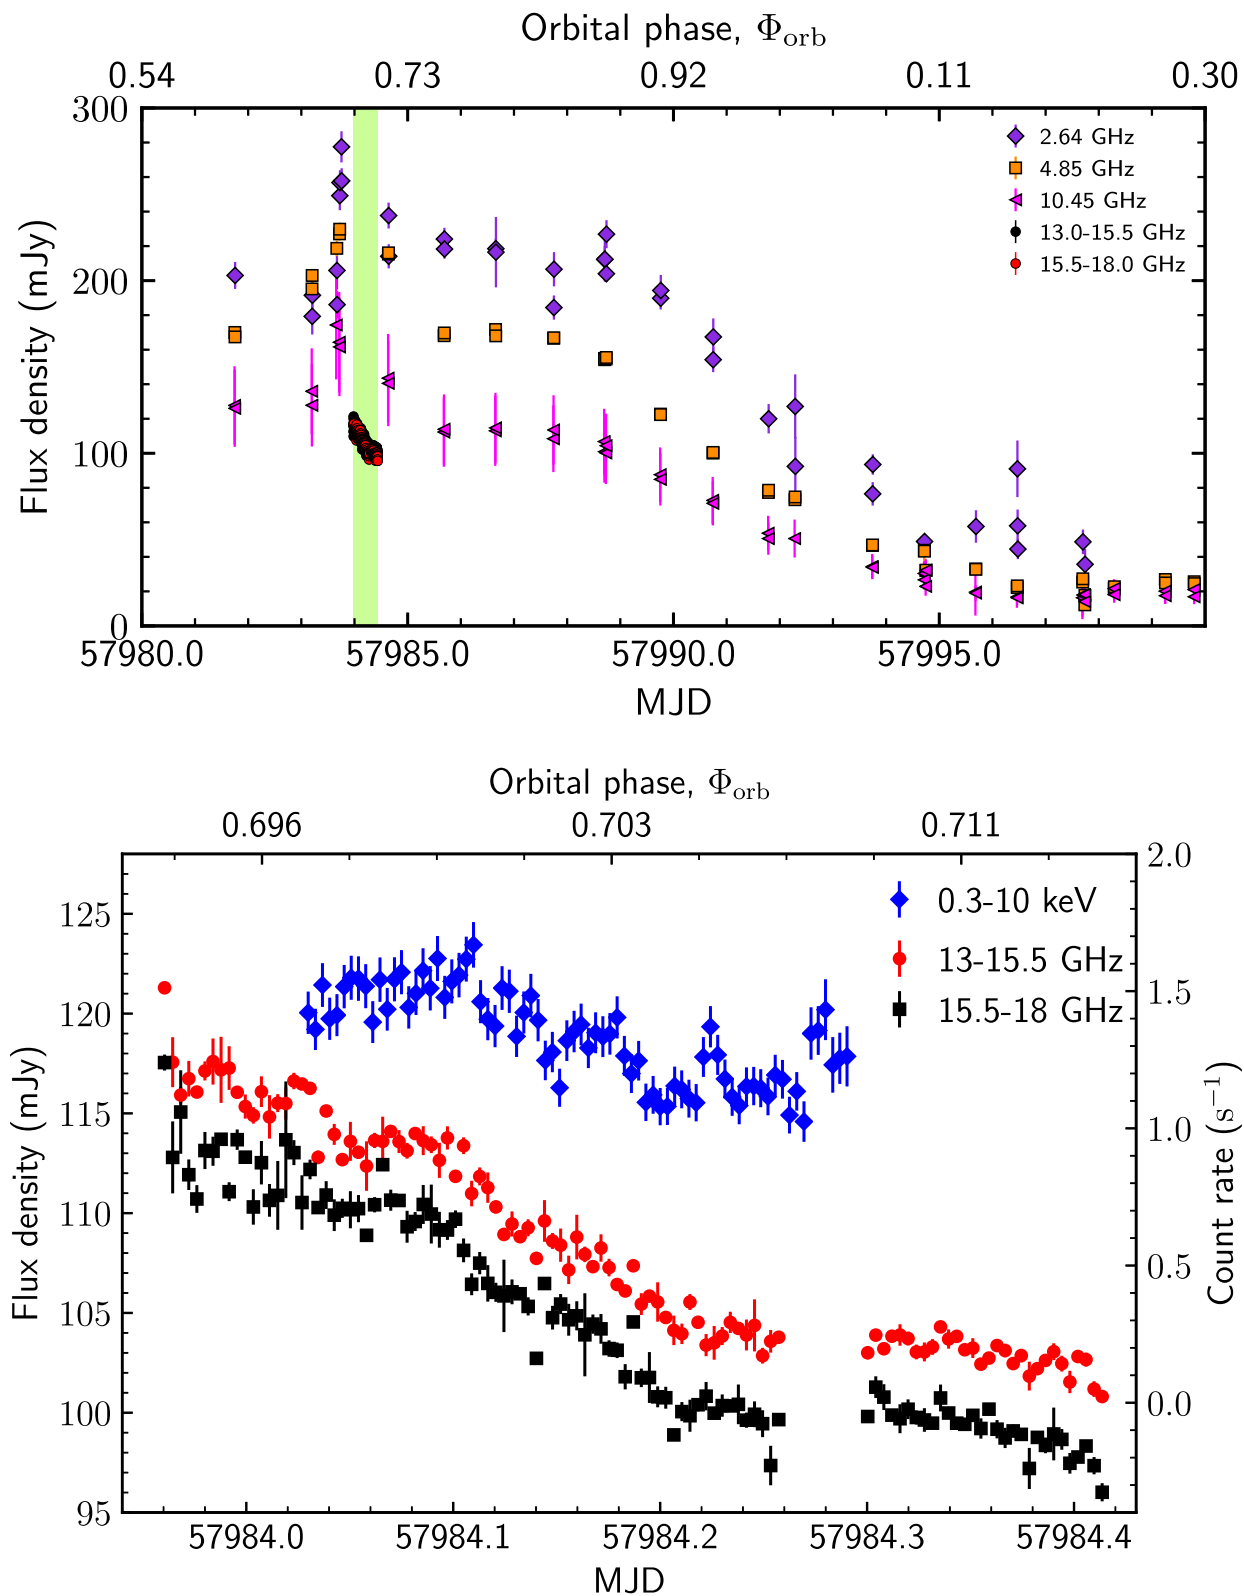 Orbital phase, Φorb
0.54 0.73 0.92 0.11 0.30
300
200
100
0
Flux density (mJy)
2.64 GHz
4.85 GHz
10.45 GHz
13.0-15.5 GHz
15.5-18.0 GHz
57980.0 57985.0 57990.0 57995.0
MJD
Orbital phase, Φorb
0.696 0.703 0.711
125
120
115
110
105
100
95
Flux density (mJy)
0.3-10 keV
13-15.5 GHz
15.5-18 GHz
2.0
1.5
1.0
0.5
0.0
Count rate (s⁻¹)
57984.0 57984.1 57984.2 57984.3 57984.4
MJD